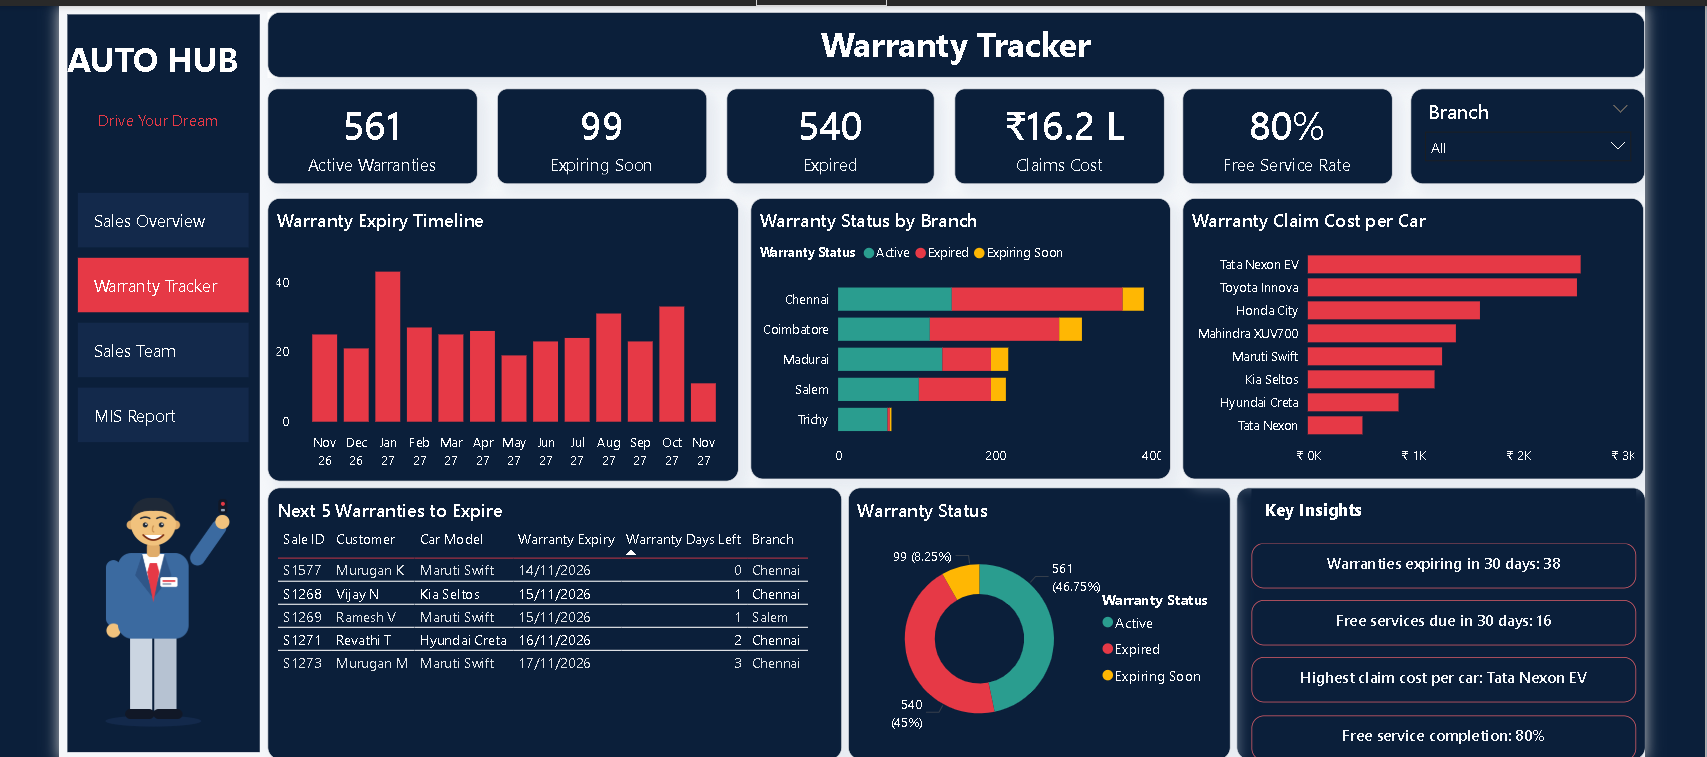 AUTO HUB
Drive Your Dream
Sales Overview
Warranty Tracker
Sales Team
MIS Report
Warranty Tracker
561
Active Warranties
99
Expiring Soon
540
Expired
₹16.2 L
Claims Cost
80%
Free Service Rate
Branch
All
Warranty Expiry Timeline
40
20
0
Nov 26 Dec 26 Jan 27 Feb 27 Mar 27 Apr 27 May 27 Jun 27 Jul 27 Aug 27 Sep 27 Oct 27 Nov 27
Warranty Status by Branch
Warranty Status Active Expired Expiring Soon
Chennai
Coimbatore
Madurai
Salem
Trichy
0 200 400
Warranty Claim Cost per Car
Tata Nexon EV
Toyota Innova
Honda City
Mahindra XUV700
Maruti Swift
Kia Seltos
Hyundai Creta
Tata Nexon
₹ 0K ₹ 1K ₹ 2K ₹ 3K
Next 5 Warranties to Expire
Sale ID Customer Car Model Warranty Expiry Warranty Days Left Branch
S1577 Murugan K Maruti Swift 14/11/2026 0 Chennai
S1268 Vijay N Kia Seltos 15/11/2026 1 Chennai
S1269 Ramesh V Maruti Swift 15/11/2026 1 Salem
S1271 Revathi T Hyundai Creta 16/11/2026 2 Chennai
S1273 Murugan M Maruti Swift 17/11/2026 3 Chennai
Warranty Status
99 (8.25%)
561
(46.75%)
540
(45%)
Warranty Status
Active
Expired
Expiring Soon
Key Insights
Warranties expiring in 30 days: 38
Free services due in 30 days: 16
Highest claim cost per car: Tata Nexon EV
Free service completion: 80%